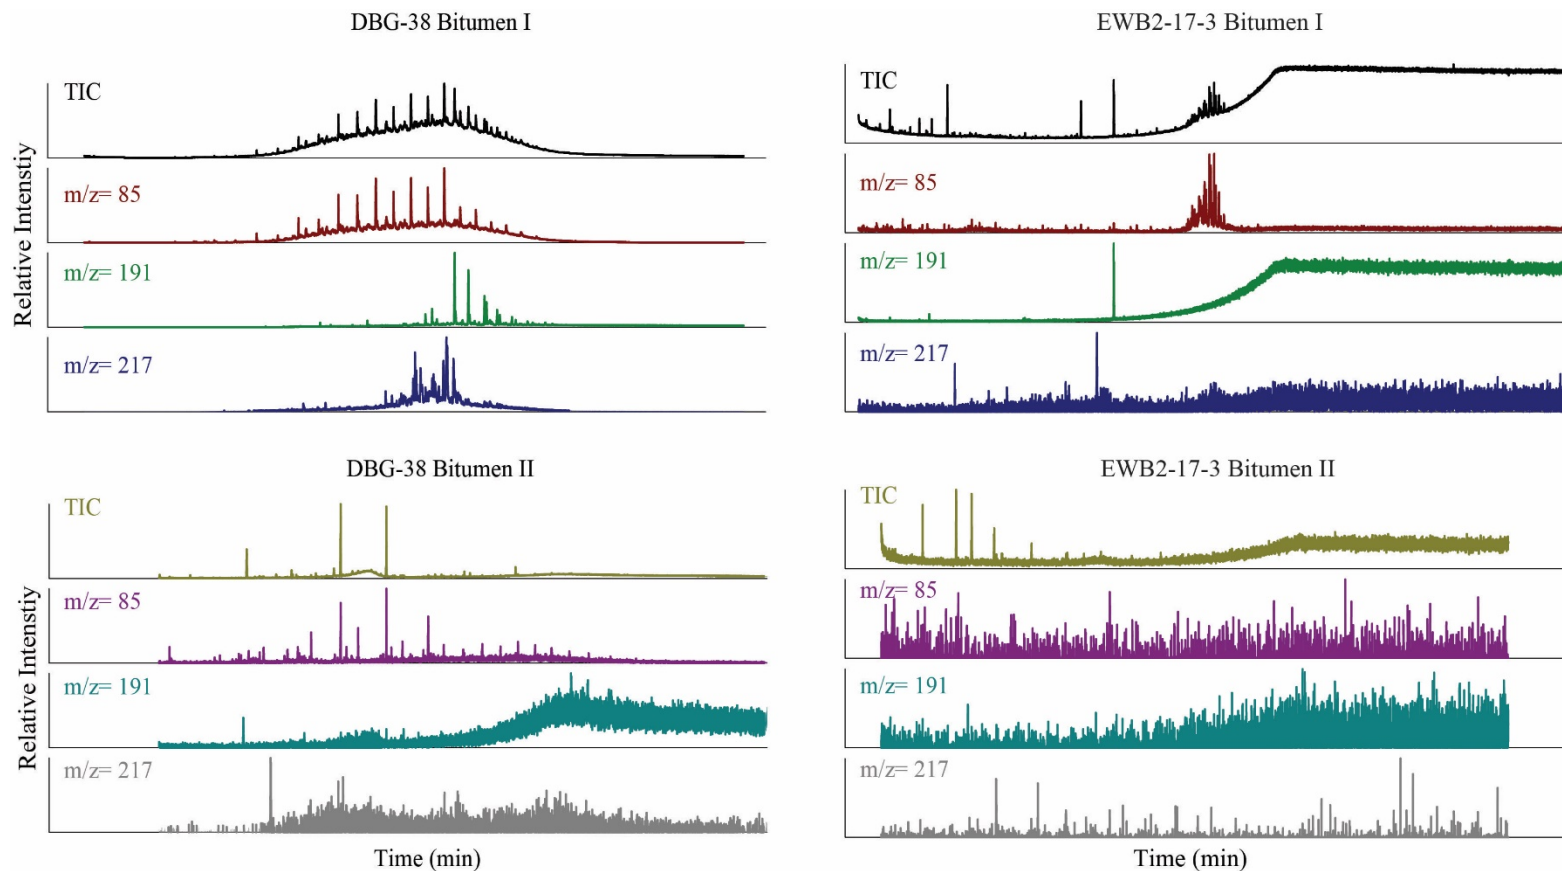 DBG-38 Bitumen I
EWB2-17-3 Bitumen I
Relative Intenstiy
TIC
m/z= 85
m/z= 191
m/z= 217
TIC
m/z= 85
m/z= 191
m/z= 217
DBG-38 Bitumen II
EWB2-17-3 Bitumen II
Relative Intenstiy
TIC
m/z= 85
m/z= 191
m/z= 217
TIC
m/z= 85
m/z= 191
m/z= 217
Time (min)
Time (min)